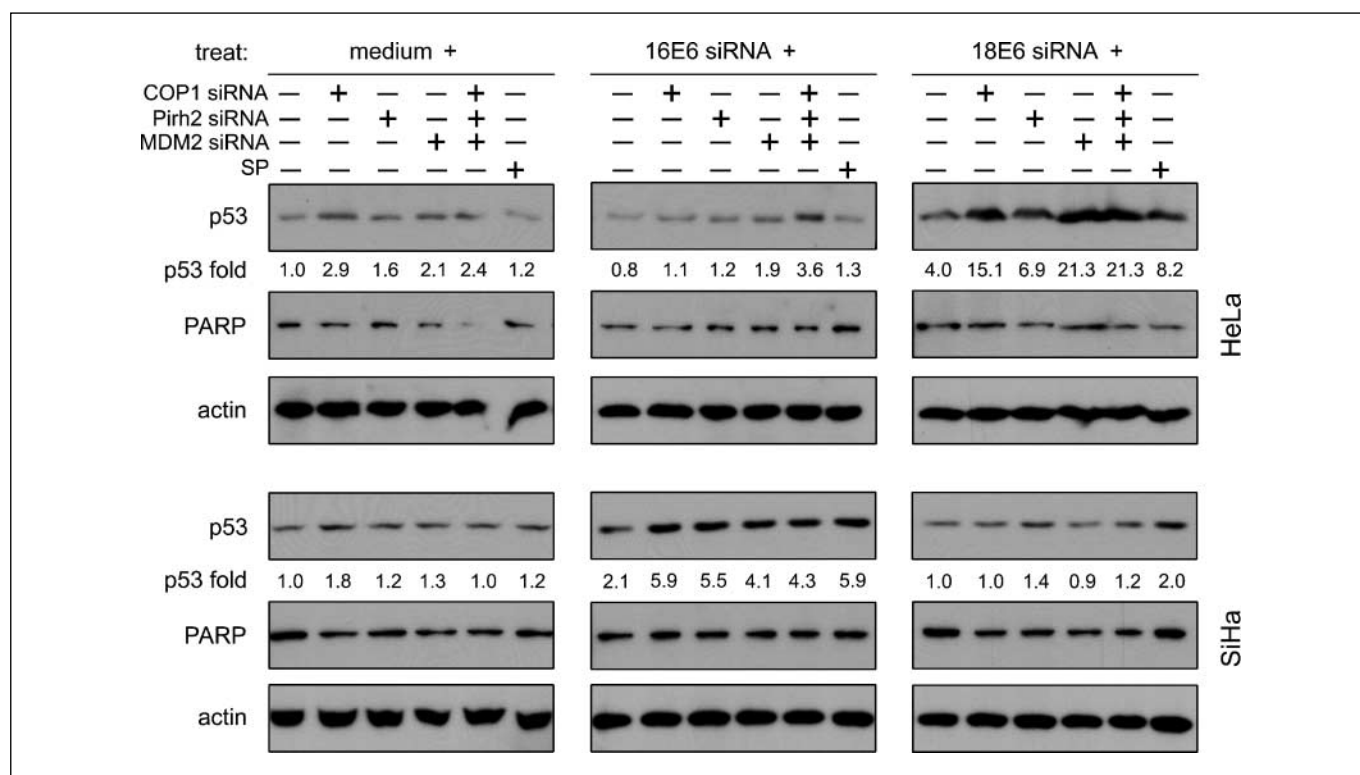 treat: medium + 16E6 siRNA + 18E6 siRNA +
COP1 siRNA – + – – + – – + – – + – – + – – + –
Pirh2 siRNA – – + – + – – – + – + – – – + – + –
MDM2 siRNA – – – + + – – – – + + – – – – + + –
SP – – – – – + – – – – – + – – – – – +
p53
p53 fold 1.0 2.9 1.6 2.1 2.4 1.2 0.8 1.1 1.2 1.9 3.6 1.3 4.0 15.1 6.9 21.3 21.3 8.2
PARP
actin
HeLa
p53
p53 fold 1.0 1.8 1.2 1.3 1.0 1.2 2.1 5.9 5.5 4.1 4.3 5.9 1.0 1.0 1.4 0.9 1.2 2.0
PARP
actin
SiHa